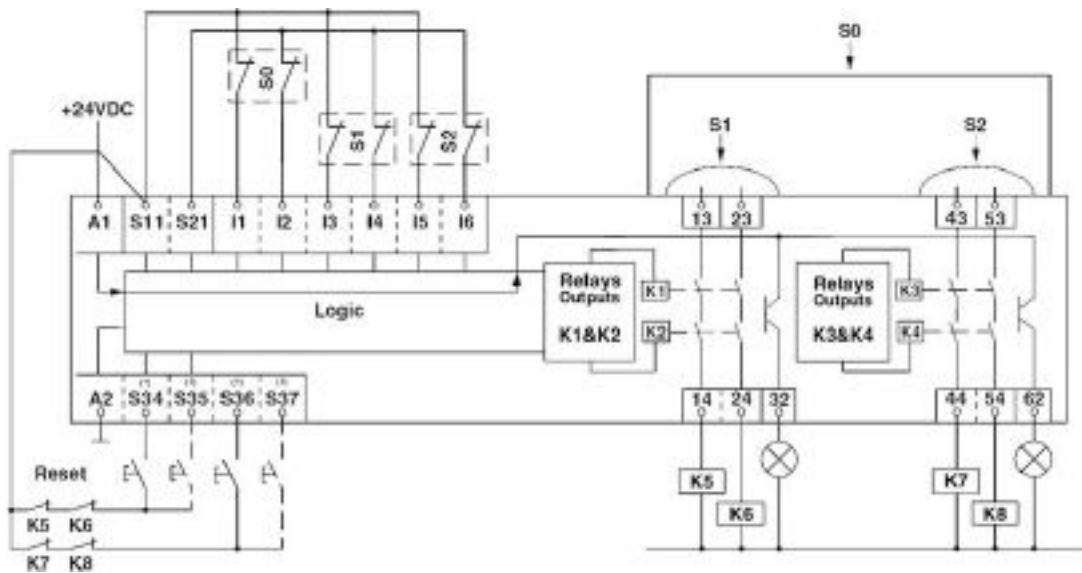 S0
+24VDC
S0
S1
S2
S1
S2
A1 S11 S21 I1 I2 I3 I4 I5 I6
13 23
43 53
Logic
Relays
Outputs
K1&K2
K1
K2
Relays
Outputs
K3&K4
K3
K4
A2 S34 S35 S36 S37
14 24 32
44 54 62
Reset
K5 K6
K7 K8
K5
K6
K7
K8